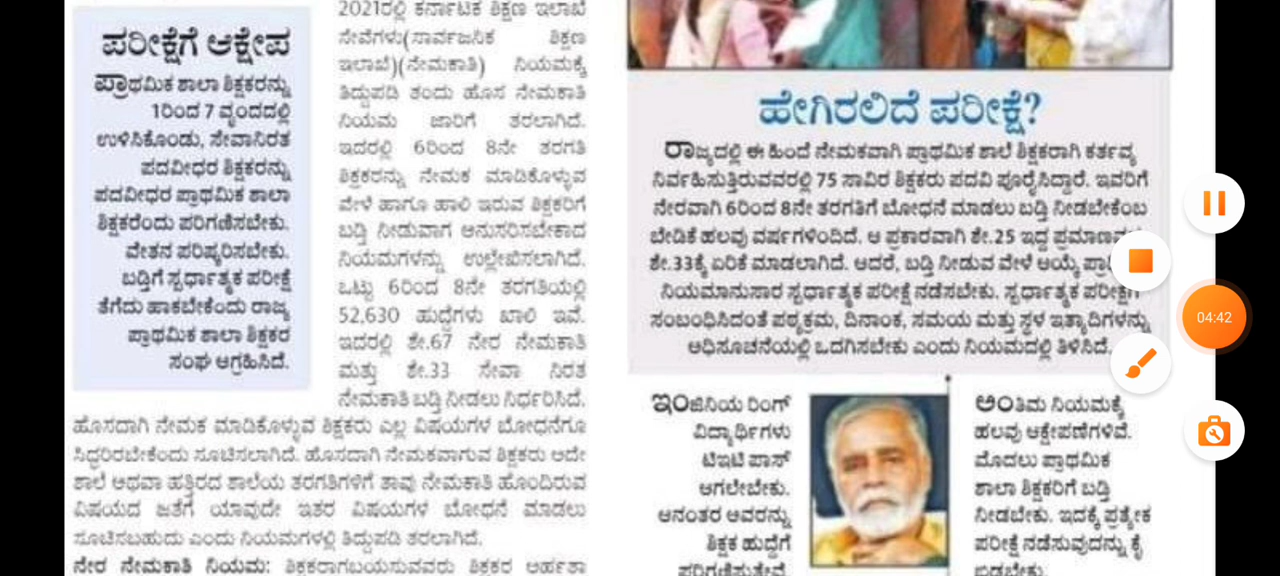 ಪರೀಕ್ಷೆಗೆ ಆಕ್ಷೇಪ
ಪ್ರಾಥಮಿಕ ಶಾಲಾ ಶಿಕ್ಷಕರನ್ನು
1ರಿಂದ 7 ವೃಂದದಲ್ಲಿ
ಉಳಿಸಿಕೊಂಡು, ಸೇವಾನಿರತ
ಪದವೀಧರ ಶಿಕ್ಷಕರನ್ನು
ಪದವೀಧರ ಪ್ರಾಥಮಿಕ ಶಾಲಾ
ಶಿಕ್ಷಕರೆಂದು ಪರಿಗಣಿಸಬೇಕು.
ವೇತನ ಪರಿಷ್ಕರಿಸಬೇಕು.
ಬಡ್ತಿಗೆ ಸ್ಪರ್ಧಾತ್ಮಕ ಪರೀಕ್ಷೆ
ತೆಗೆದು ಹಾಕಬೇಕೆಂದು ರಾಜ್ಯ
ಪ್ರಾಥಮಿಕ ಶಾಲಾ ಶಿಕ್ಷಕರ
ಸಂಘ ಆಗ್ರಹಿಸಿದೆ.
2021ರಲ್ಲಿ ಕರ್ನಾಟಕ ಶಿಕ್ಷಣ ಇಲಾಖೆ
ಸೇವೆಗಳು(ಸಾರ್ವಜನಿಕ ಶಿಕ್ಷಣ
ಇಲಾಖೆ)(ನೇಮಕಾತಿ) ನಿಯಮಕ್ಕೆ
ತಿದ್ದುಪಡಿ ತಂದು ಹೊಸ ನೇಮಕಾತಿ
ನಿಯಮ ಜಾರಿಗೆ ತರಲಾಗಿದೆ.
ಇದರಲ್ಲಿ 6ರಿಂದ 8ನೇ ತರಗತಿ
ಶಿಕ್ಷಕರನ್ನು ನೇಮಕ ಮಾಡಿಕೊಳ್ಳುವ
ವೇಳೆ ಹಾಗೂ ಹಾಲಿ ಇರುವ ಶಿಕ್ಷಕರಿಗೆ
ಬಡ್ತಿ ನೀಡುವಾಗ ಅನುಸರಿಸಬೇಕಾದ
ನಿಯಮಗಳನ್ನು ಉಲ್ಲೇಖಿಸಲಾಗಿದೆ.
ಒಟ್ಟು 6ರಿಂದ 8ನೇ ತರಗತಿಯಲ್ಲಿ
52,630 ಹುದ್ದೆಗಳು ಖಾಲಿ ಇವೆ.
ಇದರಲ್ಲಿ ಶೇ.67 ನೇರ ನೇಮಕಾತಿ
ಮತ್ತು ಶೇ.33 ಸೇವಾ ನಿರತ
ನೇಮಕಾತಿ ಬಡ್ತಿ ನೀಡಲು ನಿರ್ಧರಿಸಿದೆ.
ಹೊಸದಾಗಿ ನೇಮಕ ಮಾಡಿಕೊಳ್ಳುವ ಶಿಕ್ಷಕರು ಎಲ್ಲ ವಿಷಯಗಳ ಬೋಧನೆಗೂ
ಸಿದ್ಧರಿರಬೇಕೆಂದು ಸೂಚಿಸಲಾಗಿದೆ. ಹೊಸದಾಗಿ ನೇಮಕವಾಗುವ ಶಿಕ್ಷಕರು ಅದೇ
ಶಾಲೆ ಅಥವಾ ಹತ್ತಿರದ ಶಾಲೆಯ ತರಗತಿಗಳಿಗೆ ತಾವು ನೇಮಕಾತಿ ಹೊಂದಿರುವ
ವಿಷಯದ ಜತೆಗೆ ಯಾವುದೇ ಇತರ ವಿಷಯಗಳ ಬೋಧನೆ ಮಾಡಲು
ಸೂಚಿಸಬಹುದು ಎಂದು ನಿಯಮಗಳಲ್ಲಿ ತಿದ್ದುಪಡಿ ತರಲಾಗಿದೆ.
ನೇರ ನೇಮಕಾತಿ ನಿಯಮ: ಶಿಕ್ಷಕರಾಗಬಯಸುವವರು ಶಿಕ್ಷಕರ ಅರ್ಹತಾ
ಹೇಗಿರಲಿದೆ ಪರೀಕ್ಷೆ?
ರಾಜ್ಯದಲ್ಲಿ ಈ ಹಿಂದೆ ನೇಮಕವಾಗಿ ಪ್ರಾಥಮಿಕ ಶಾಲೆ ಶಿಕ್ಷಕರಾಗಿ ಕರ್ತವ್ಯ
ನಿರ್ವಹಿಸುತ್ತಿರುವವರಲ್ಲಿ 75 ಸಾವಿರ ಶಿಕ್ಷಕರು ಪದವಿ ಪೂರೈಸಿದ್ದಾರೆ. ಇವರಿಗೆ
ನೇರವಾಗಿ 6ರಿಂದ 8ನೇ ತರಗತಿಗೆ ಬೋಧನೆ ಮಾಡಲು ಬಡ್ತಿ ನೀಡಬೇಕೆಂಬ
ಬೇಡಿಕೆ ಹಲವು ವರ್ಷಗಳಿಂದಿದೆ. ಆ ಪ್ರಕಾರವಾಗಿ ಶೇ.25 ಇದ್ದ
ಶೇ.33ಕ್ಕೆ ಏರಿಕೆ ಮಾಡಲಾಗಿದೆ. ಆದರೆ, ಬಡ್ತಿ ನೀಡುವ ವೇಳೆ ಆಯ್ಕೆ
ನಿಯಮಾನುಸಾರ ಸ್ಪರ್ಧಾತ್ಮಕ ಪರೀಕ್ಷೆ ನಡೆಸಬೇಕು. ಸ್ಪರ್ಧಾತ್ಮಕ ಪರೀಕ್ಷೆಗೆ
ಸಂಬಂಧಿಸಿದಂತೆ ಪಠ್ಯಕ್ರಮ, ದಿನಾಂಕ, ಸಮಯ ಮತ್ತು ಸ್ಥಳ ಇತ್ಯಾದಿಗಳನ್ನು
ಅಧಿಸೂಚನೆಯಲ್ಲಿ ಒದಗಿಸಬೇಕು ಎಂದು ನಿಯಮದಲ್ಲಿ ತಿಳಿಸಿದೆ.
ಇಂಜಿನಿಯರಿಂಗ್
ವಿದ್ಯಾರ್ಥಿಗಳು
ಟಿಇಟಿ ಪಾಸ್
ಆಗಲೇಬೇಕು.
ಆನಂತರ ಅವರನ್ನು
ಶಿಕ್ಷಕ ಹುದ್ದೆಗೆ
ಪರಿಗಣಿಸುತ್ತೇವೆ.
ಅಂತಿಮ ನಿಯಮಕ್ಕೆ
ಹಲವು ಆಕ್ಷೇಪಣೆಗಳಿವೆ.
ಮೊದಲು ಪ್ರಾಥಮಿಕ
ಶಾಲಾ ಶಿಕ್ಷಕರಿಗೆ ಬಡ್ತಿ
ನೀಡಬೇಕು. ಇದಕ್ಕೆ ಪ್ರತ್ಯೇಕ
ಪರೀಕ್ಷೆ ನಡೆಸುವುದನ್ನು ಕೈ
ಬಿಡಬೇಕು.
04:42